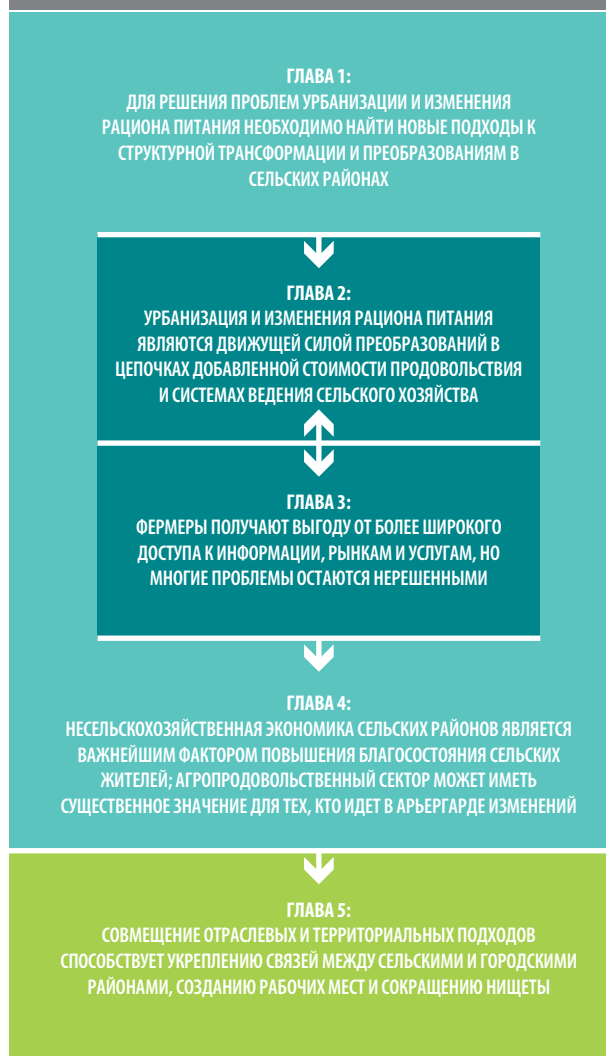 ГЛАВА 1:
ДЛЯ РЕШЕНИЯ ПРОБЛЕМ УРБАНИЗАЦИИ И ИЗМЕНЕНИЯ
РАЦИОНА ПИТАНИЯ НЕОБХОДИМО НАЙТИ НОВЫЕ ПОДХОДЫ К
СТРУКТУРНОЙ ТРАНСФОРМАЦИИ И ПРЕОБРАЗОВАНИЯМ В
СЕЛЬСКИХ РАЙОНАХ
ГЛАВА 2:
УРБАНИЗАЦИЯ И ИЗМЕНЕНИЯ РАЦИОНА ПИТАНИЯ
ЯВЛЯЮТСЯ ДВИЖУЩЕЙ СИЛОЙ ПРЕОБРАЗОВАНИЙ В
ЦЕПОЧКАХ ДОБАВЛЕННОЙ СТОИМОСТИ ПРОДОВОЛЬСТВИЯ
И СИСТЕМАХ ВЕДЕНИЯ СЕЛЬСКОГО ХОЗЯЙСТВА
ГЛАВА 3:
ФЕРМЕРЫ ПОЛУЧАЮТ ВЫГОДУ ОТ БОЛЕЕ ШИРОКОГО
ДОСТУПА К ИНФОРМАЦИИ, РЫНКАМ И УСЛУГАМ, НО
МНОГИЕ ПРОБЛЕМЫ ОСТАЮТСЯ НЕРЕШЕННЫМИ
ГЛАВА 4:
НЕСЕЛЬСКОХОЗЯЙСТВЕННАЯ ЭКОНОМИКА СЕЛЬСКИХ РАЙОНОВ ЯВЛЯЕТСЯ
ВАЖНЕЙШИМ ФАКТОРОМ ПОВЫШЕНИЯ БЛАГОСОСТОЯНИЯ СЕЛЬСКИХ
ЖИТЕЛЕЙ; АГРОПРОДОВОЛЬСТВЕННЫЙ СЕКТОР МОЖЕТ ИМЕТЬ
СУЩЕСТВЕННОЕ ЗНАЧЕНИЕ ДЛЯ ТЕХ, КТО ИДЕТ В АРЬЕРГАРДЕ ИЗМЕНЕНИЙ
ГЛАВА 5:
СОВМЕЩЕНИЕ ОТРАСЛЕВЫХ И ТЕРРИТОРИАЛЬНЫХ ПОДХОДОВ
СПОСОБСТВУЕТ УКРЕПЛЕНИЮ СВЯЗЕЙ МЕЖДУ СЕЛЬСКИМИ И ГОРОДСКИМИ
РАЙОНАМИ, СОЗДАНИЮ РАБОЧИХ МЕСТ И СОКРАЩЕНИЮ НИЩЕТЫ